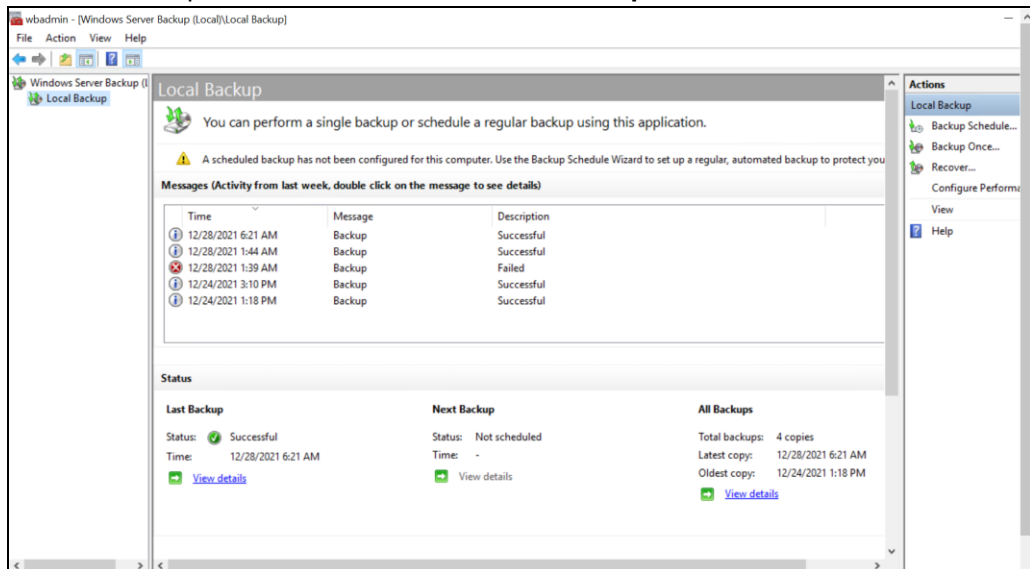 wbadmin - [Windows Server Backup (Local)\Local Backup]
File Action View Help
Windows Server Backup (L
Local Backup
Local Backup
You can perform a single backup or schedule a regular backup using this application.
A scheduled backup has not been configured for this computer. Use the Backup Schedule Wizard to set up a regular, automated backup to protect you
Messages (Activity from last week, double click on the message to see details)
Time Message Description
12/28/2021 6:21 AM Backup Successful
12/28/2021 1:44 AM Backup Successful
12/28/2021 1:39 AM Backup Failed
12/24/2021 3:10 PM Backup Successful
12/24/2021 1:18 PM Backup Successful
Status
Last Backup Next Backup All Backups
Status: Successful Status: Not scheduled Total backups: 4 copies
Time: 12/28/2021 6:21 AM Time: - Latest copy: 12/28/2021 6:21 AM
View details View details Oldest copy: 12/24/2021 1:18 PM
View details
Actions
Local Backup
Backup Schedule...
Backup Once...
Recover...
Configure Performa
View
Help